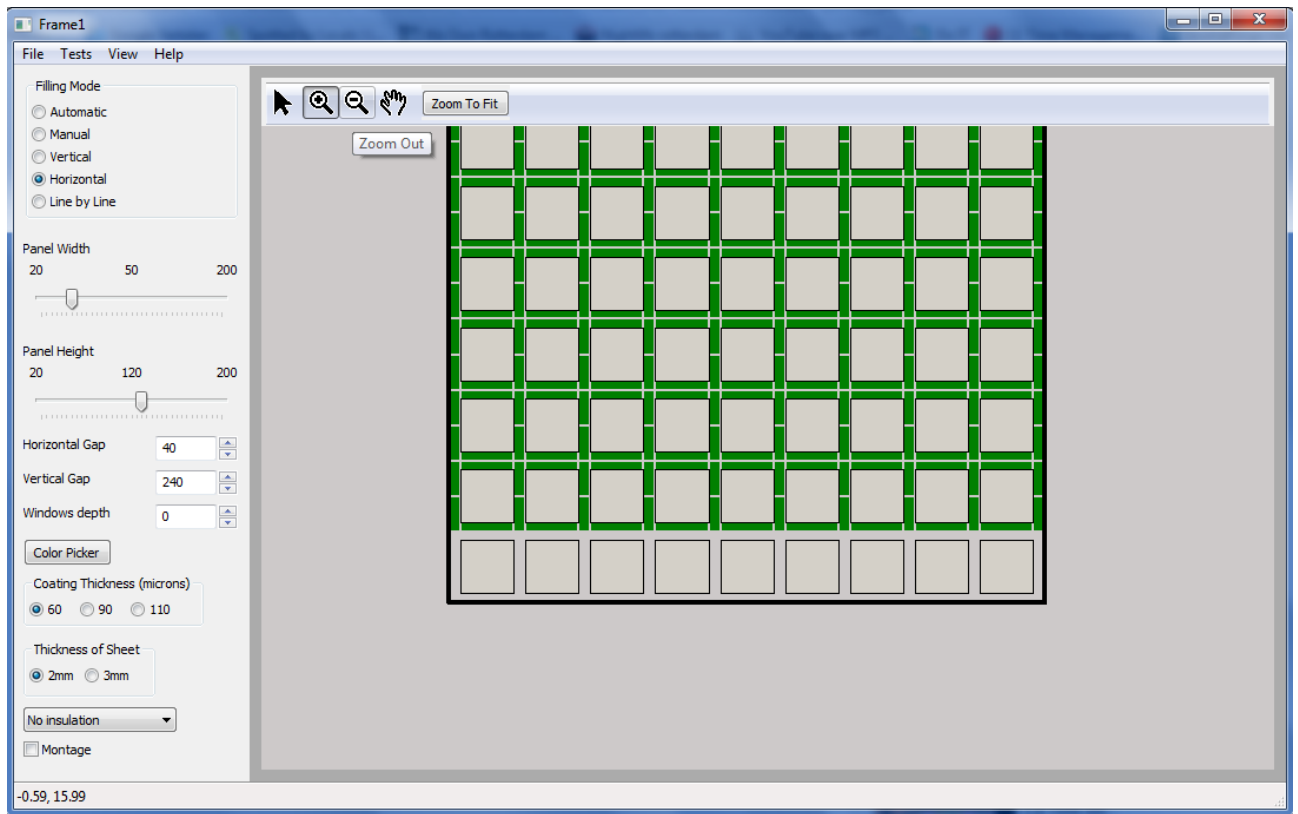 Frame1
File Tests View Help
Filling Mode
Automatic
Manual
Vertical
Horizontal
Line by Line
Zoom To Fit
Zoom Out
Panel Width
20 50 200
Panel Height
20 120 200
Horizontal Gap 40
Vertical Gap 240
Windows depth 0
Color Picker
Coating Thickness (microns)
60 90 110
Thickness of Sheet
2mm 3mm
No insulation
Montage
-0.59, 15.99